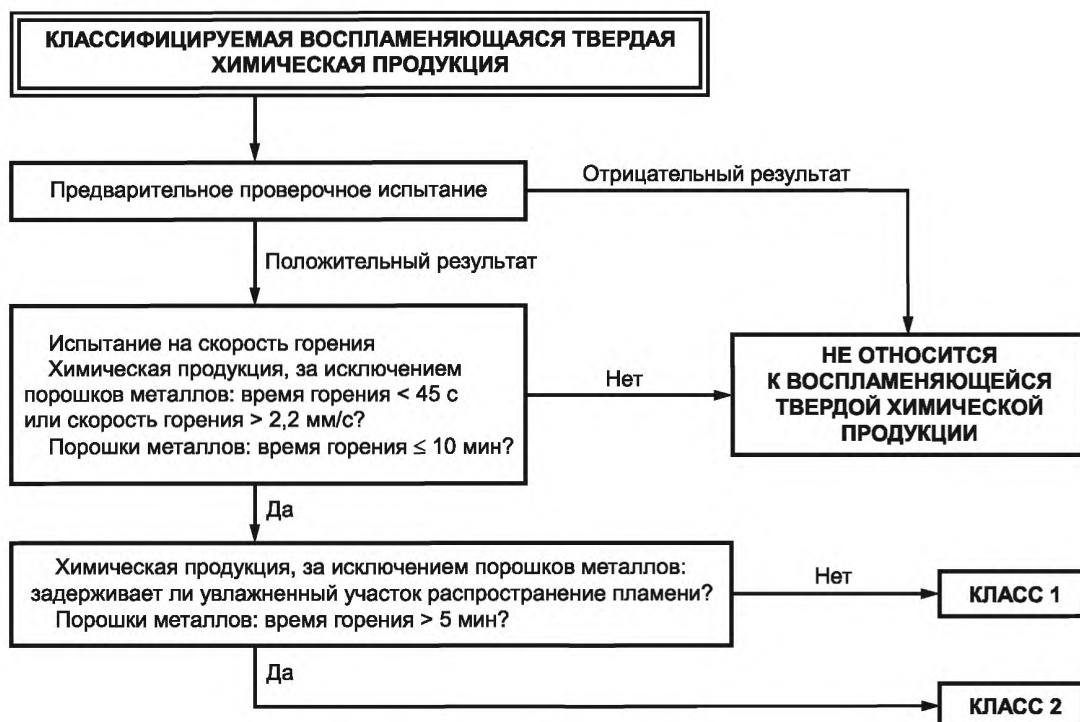 КЛАССИФИЦИРУЕМАЯ ВОСПЛАМЕНЯЮЩАЯСЯ ТВЕРДАЯ
ХИМИЧЕСКАЯ ПРОДУКЦИЯ
Предварительное проверочное испытание
Отрицательный результат
Положительный результат
Испытание на скорость горения
Химическая продукция, за исключением
порошков металлов: время горения < 45 с
или скорость горения > 2,2 мм/с?
Порошки металлов: время горения ≤ 10 мин?
Нет
НЕ ОТНОСИТСЯ
К ВОСПЛАМЕНЯЮЩЕЙСЯ
ТВЕРДОЙ ХИМИЧЕСКОЙ
ПРОДУКЦИИ
Да
Химическая продукция, за исключением порошков металлов:
задерживает ли увлажненный участок распространение пламени?
Порошки металлов: время горения > 5 мин?
Нет
КЛАСС 1
Да
КЛАСС 2